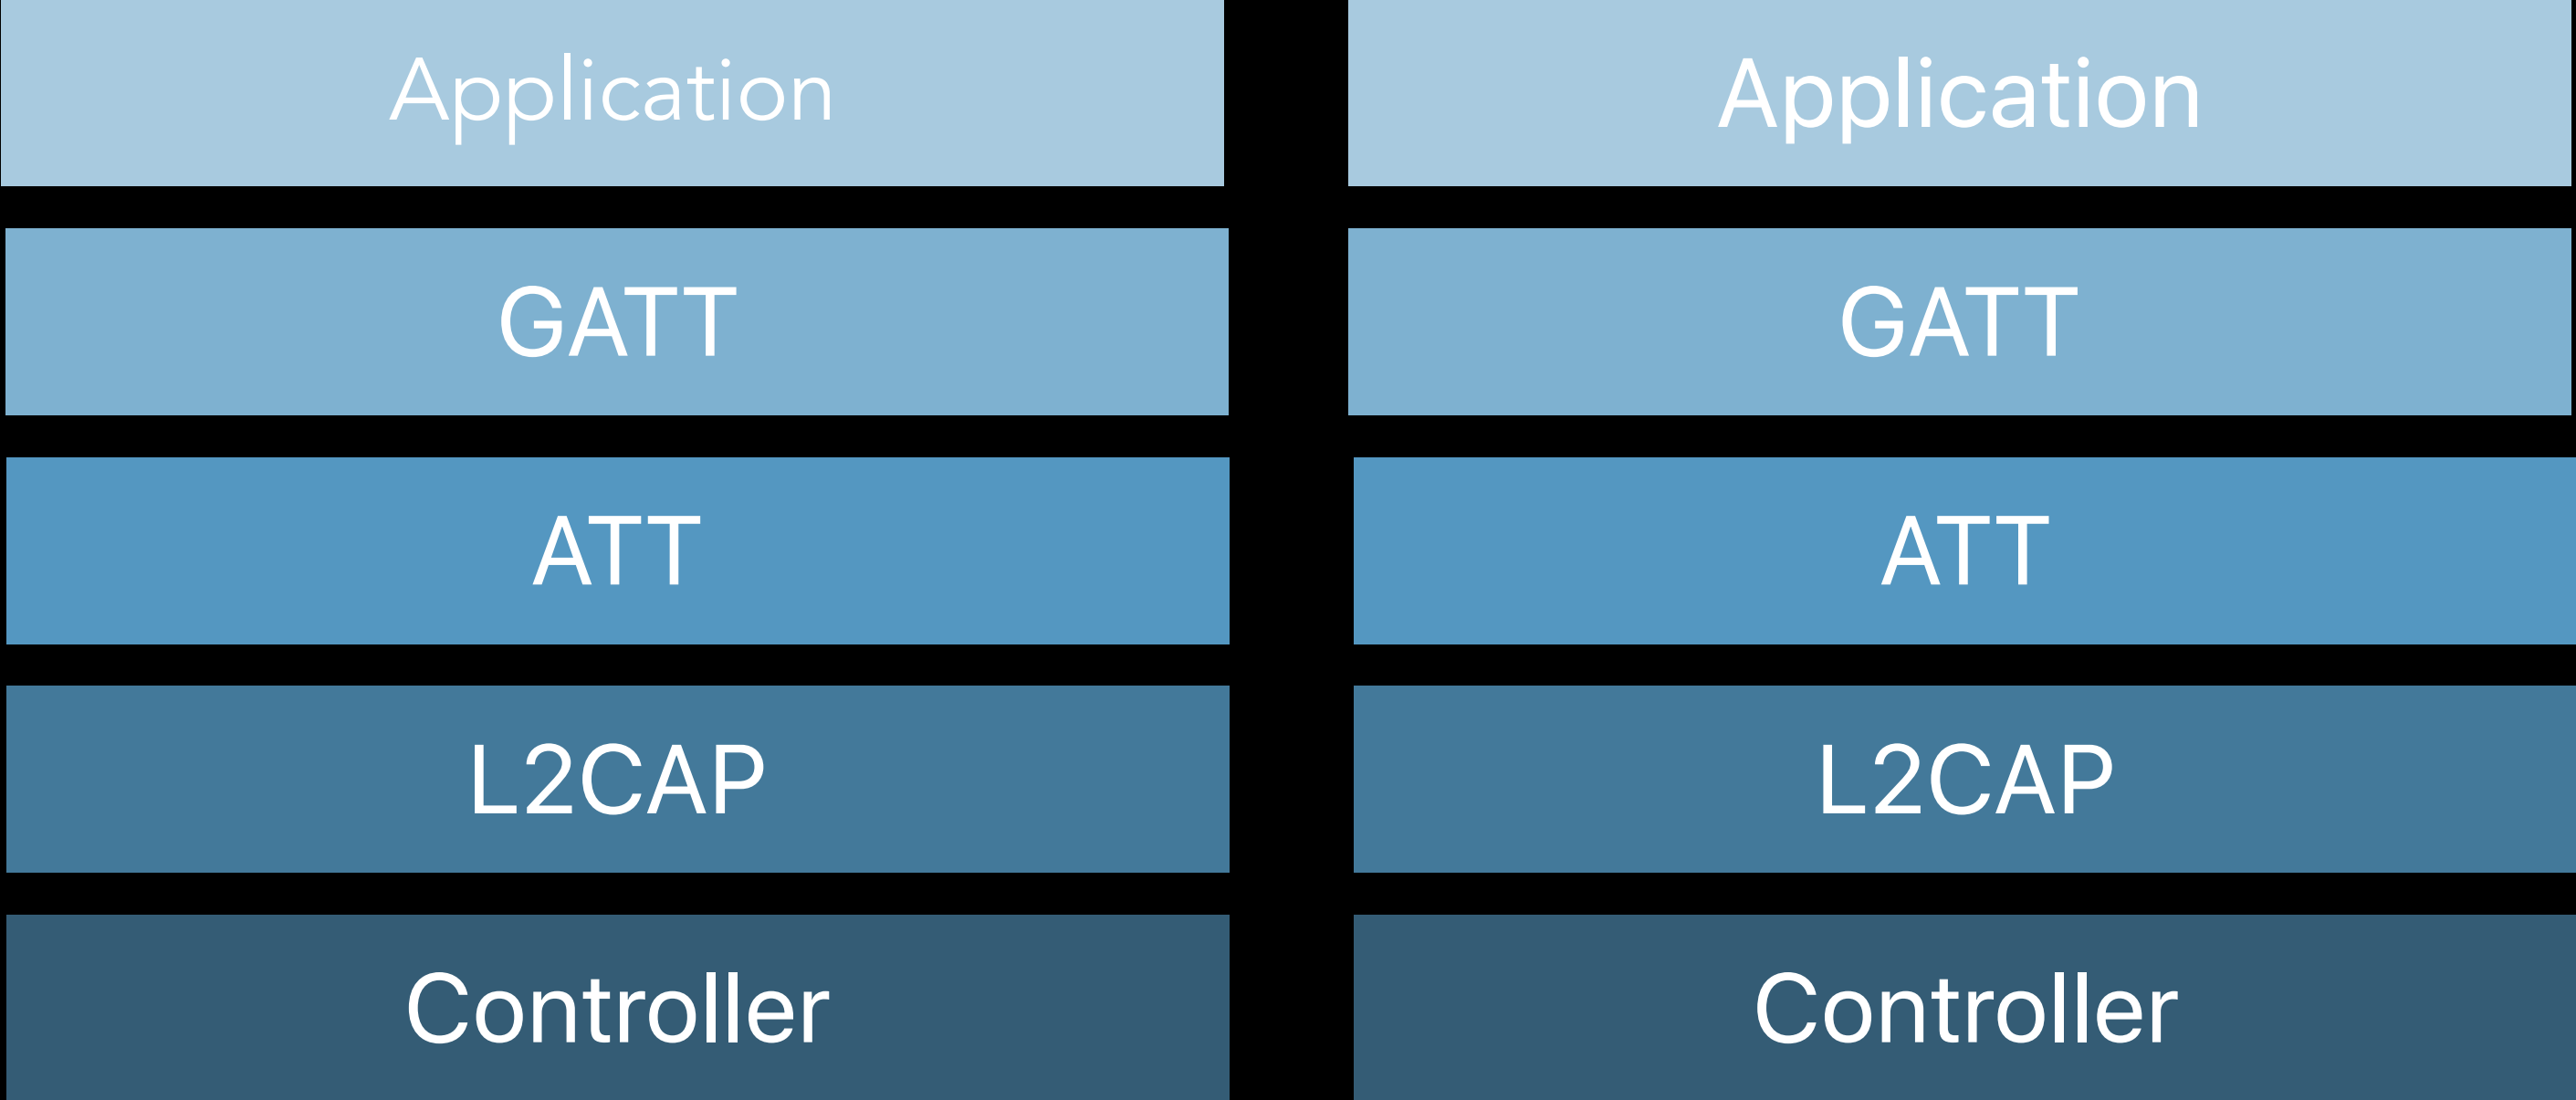 Application
Application
GATT
GATT
ATT
ATT
L2CAP
L2CAP
Controller
Controller